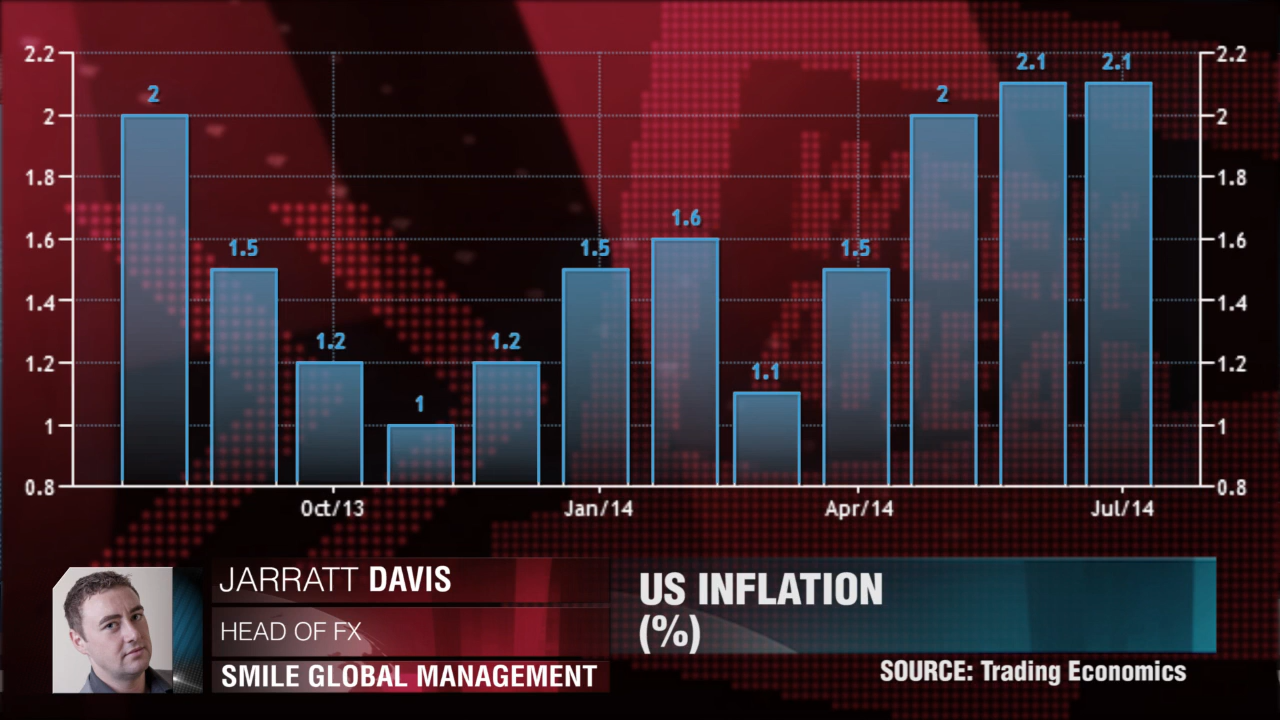 2.2 2.2
2.1 2.1
2 2
2 2
1.8 1.8
1.6
1.6 1.6
1.5 1.5 1.5
1.4 1.4
1.2 1.2
1.2 1.2
1.1
1
1 1
0.8 0.8
Oct/13 Jan/14 Apr/14 Jul/14
JARRATT DAVIS
HEAD OF FX
SMILE GLOBAL MANAGEMENT
US INFLATION
(%)
SOURCE: Trading Economics